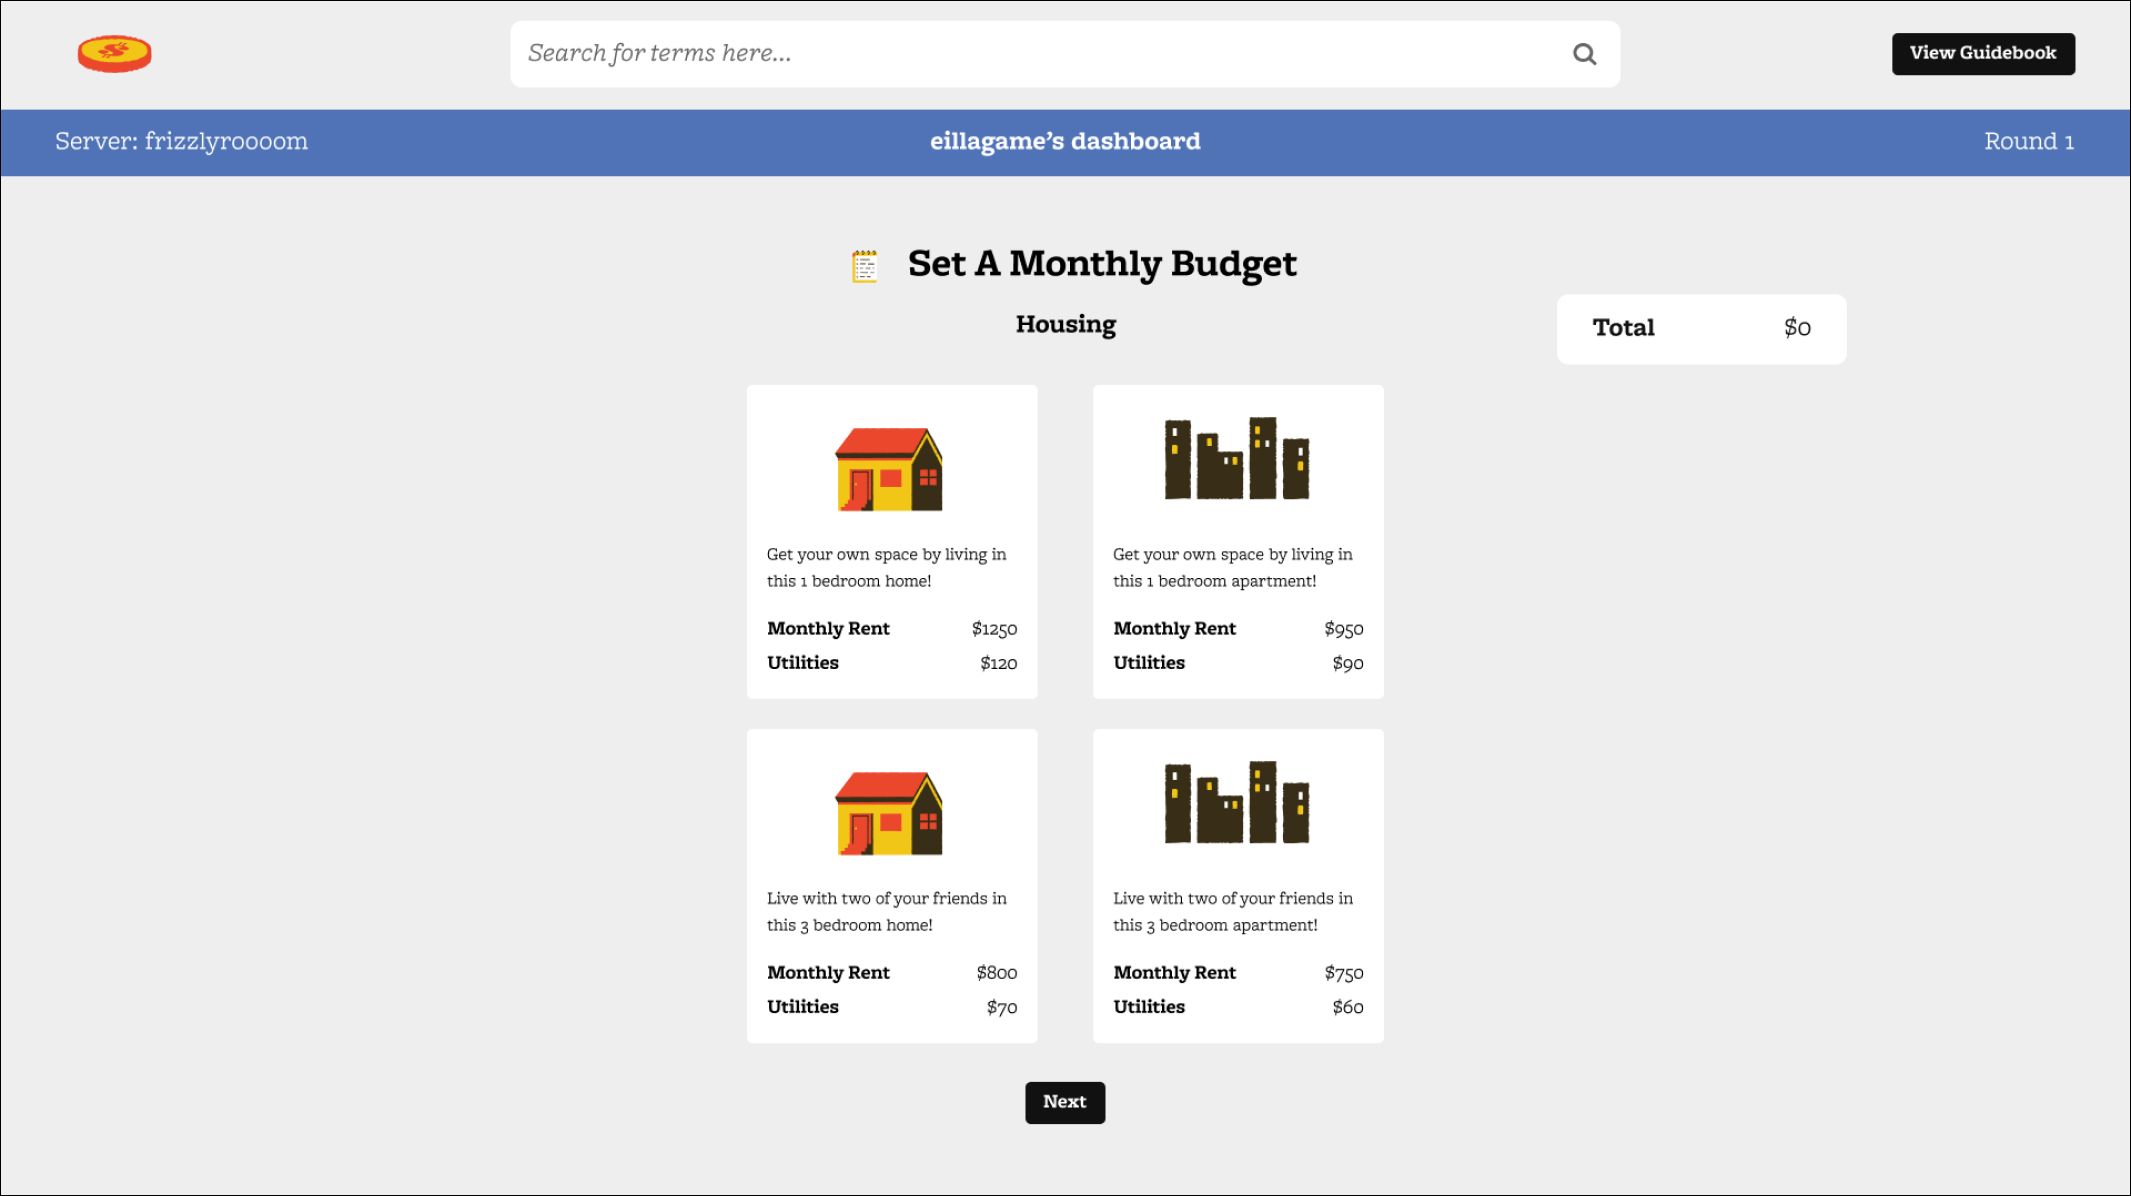 Search for terms here...
View Guidebook
Server: frizzlyroooom
eillagame's dashboard
Round 1
Set A Monthly Budget
Housing
Total $0
Get your own space by living in
this 1 bedroom home!
Monthly Rent $1250
Utilities $120
Get your own space by living in
this 1 bedroom apartment!
Monthly Rent $950
Utilities $90
Live with two of your friends in
this 3 bedroom home!
Monthly Rent $800
Utilities $70
Live with two of your friends in
this 3 bedroom apartment!
Monthly Rent $750
Utilities $60
Next